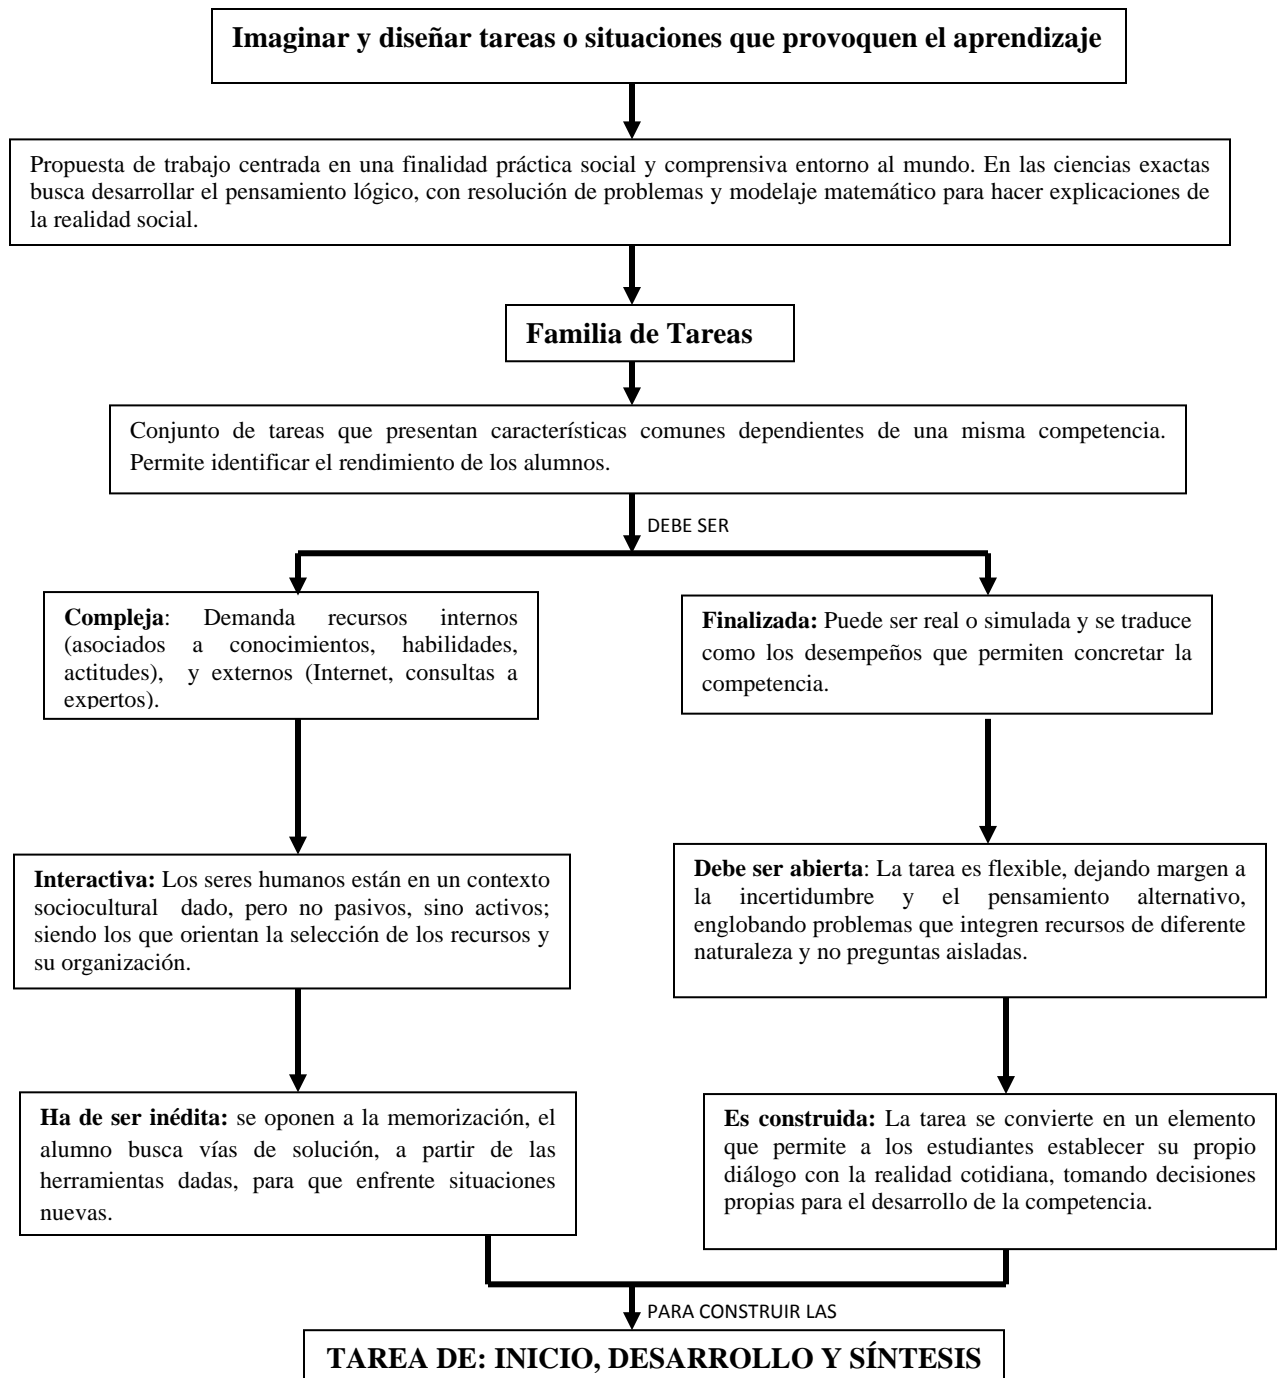 Imaginar y diseñar tareas o situaciones que provoquen el aprendizaje
Propuesta de trabajo centrada en una finalidad práctica social y comprensiva entorno al mundo. En las ciencias exactas
busca desarrollar el pensamiento lógico, con resolución de problemas y modelaje matemático para hacer explicaciones de
la realidad social.
Familia de Tareas
Conjunto de tareas que presentan características comunes dependientes de una misma competencia.
Permite identificar el rendimiento de los alumnos.
DEBE SER
Compleja: Demanda recursos internos
(asociados a conocimientos, habilidades,
actitudes), y externos (Internet, consultas a
expertos).
Finalizada: Puede ser real o simulada y se traduce
como los desempeños que permiten concretar la
competencia.
Interactiva: Los seres humanos están en un contexto
sociocultural dado, pero no pasivos, sino activos;
siendo los que orientan la selección de los recursos y
su organización.
Debe ser abierta: La tarea es flexible, dejando margen a
la incertidumbre y el pensamiento alternativo,
englobando problemas que integren recursos de diferente
naturaleza y no preguntas aisladas.
Ha de ser inédita: se oponen a la memorización, el
alumno busca vías de solución, a partir de las
herramientas dadas, para que enfrente situaciones
nuevas.
Es construida: La tarea se convierte en un elemento
que permite a los estudiantes establecer su propio
diálogo con la realidad cotidiana, tomando decisiones
propias para el desarrollo de la competencia.
PARA CONSTRUIR LAS
TAREA DE: INICIO, DESARROLLO Y SÍNTESIS